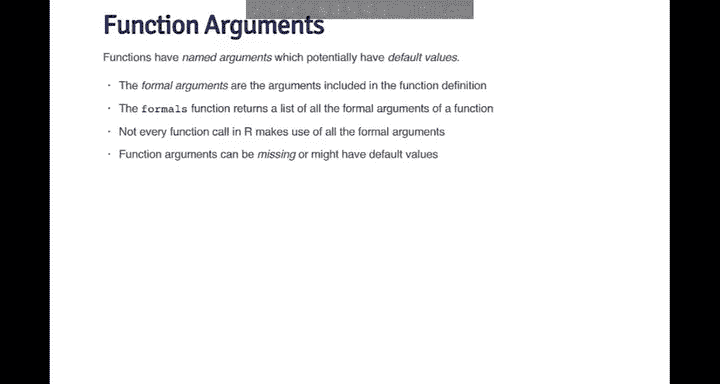 Function Arguments
Functions have named arguments which potentially have default values.
· The formal arguments are the arguments included in the function definition
· The formals function returns a list of all the formal arguments of a function
· Not every function call in R makes use of all the formal arguments
· Function arguments can be missing or might have default values